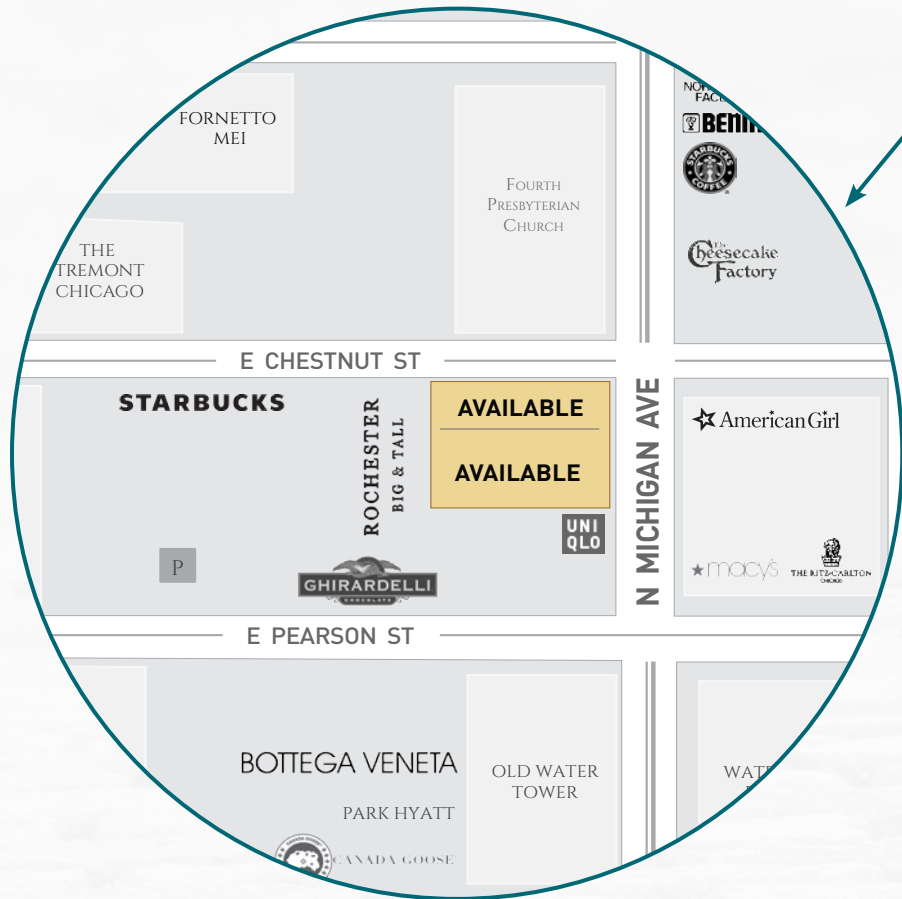 FORNETTO
MEI
FOURTH
PRESBYTERIAN
CHURCH
STARBUCKS
COFFEE
The
Cheesecake
Factory
THE
TREMONT
CHICAGO
E CHESTNUT ST
STARBUCKS
ROCHESTER
BIG & TALL
AVAILABLE
AVAILABLE
N MICHIGAN AVE
American Girl
UNI
QLO
P
GHIRARDELLI
CHOCOLATE
macy's
THE RITZ-CARLTON
CHICAGO
E PEARSON ST
BOTTEGA VENETA
PARK HYATT
CANADA GOOSE
OLD WATER
TOWER